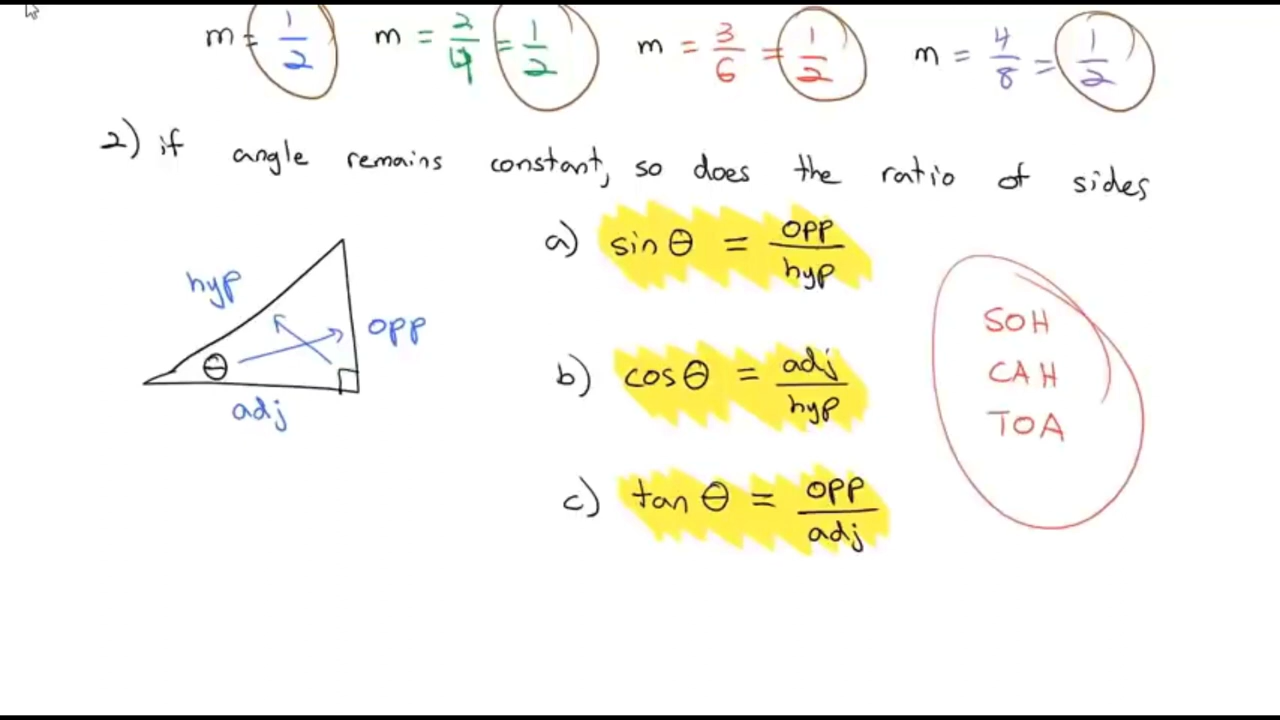 m = 1/2 m = 2/4 = 1/2 m = 3/6 = 1/2 m = 4/8 = 1/2
2) if angle remains constant, so does the ratio of sides
a) sin θ = opp/hyp
hyp
opp
θ
adj
b) cos θ = adj/hyp
c) tan θ = opp/adj
SOH
CAH
TOA